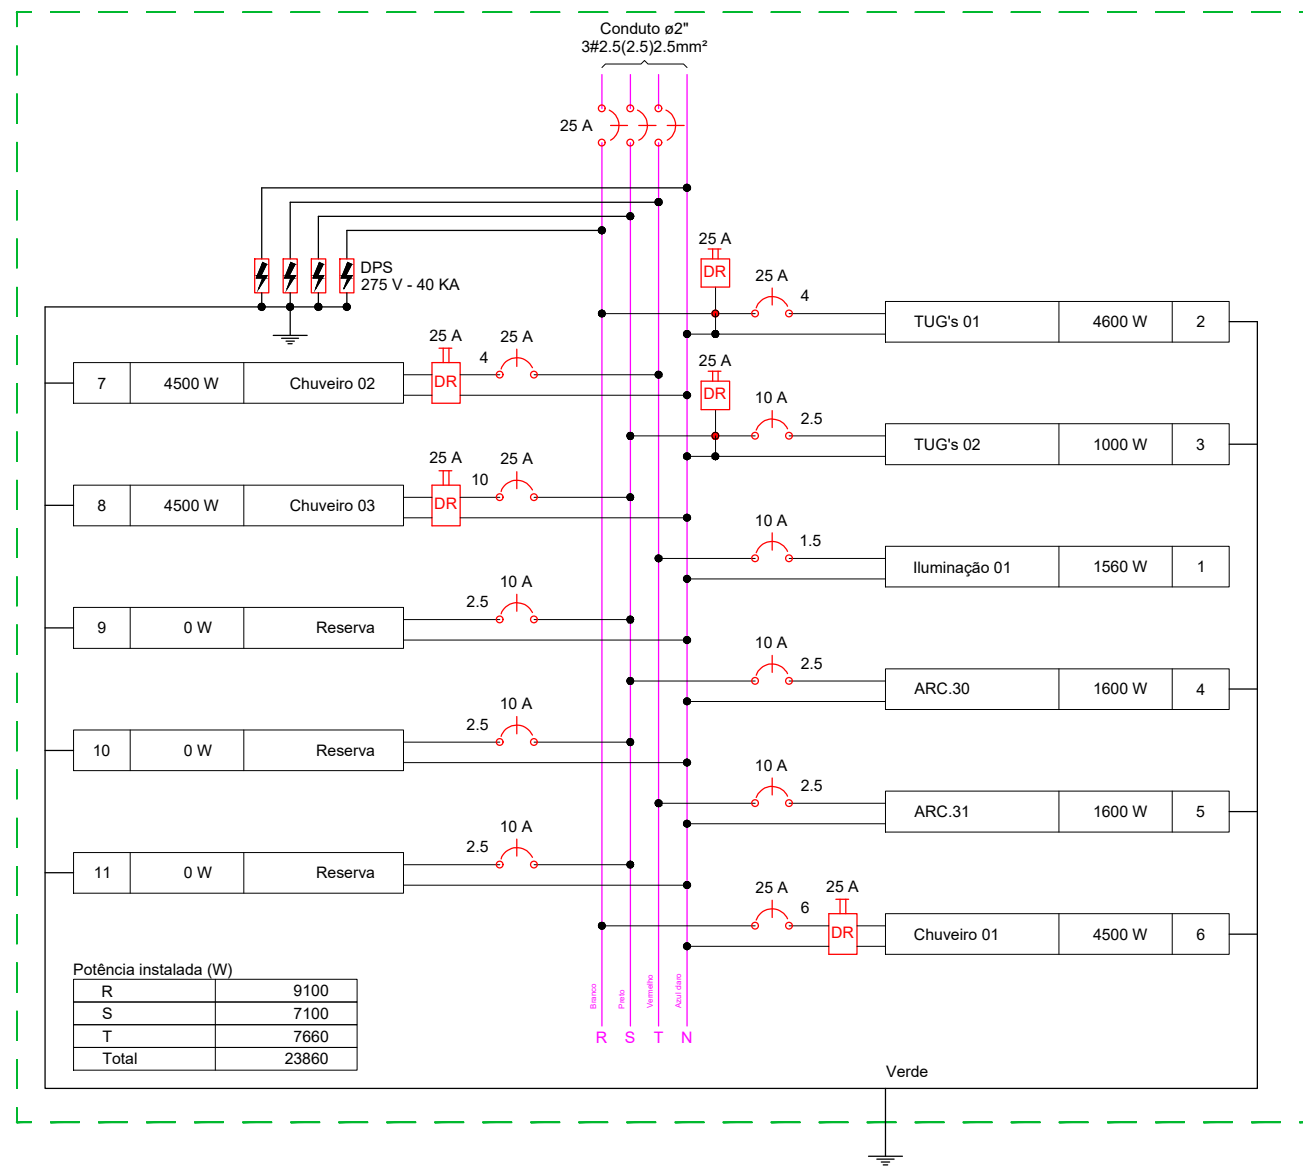 Conduto ø2"
3#2.5(2.5)2.5mm²
25 A
DPS
275 V - 40 KA
25 A
DR
25 A
4
TUG's 01 4600 W 2
25 A
DR
10 A
2.5
TUG's 02 1000 W 3
10 A
1.5
Iluminação 01 1560 W 1
10 A
2.5
ARC.30 1600 W 4
10 A
2.5
ARC.31 1600 W 5
25 A
6
25 A
DR
Chuveiro 01 4500 W 6
7 4500 W Chuveiro 02
25 A
DR
4
25 A
8 4500 W Chuveiro 03
25 A
DR
10
25 A
9 0 W Reserva
2.5
10 A
10 0 W Reserva
2.5
10 A
11 0 W Reserva
2.5
10 A
Potência instalada (W)
R 9100
S 7100
T 7660
Total 23860
Branco
Preto
Vermelho
Azul claro
R S T N
Verde